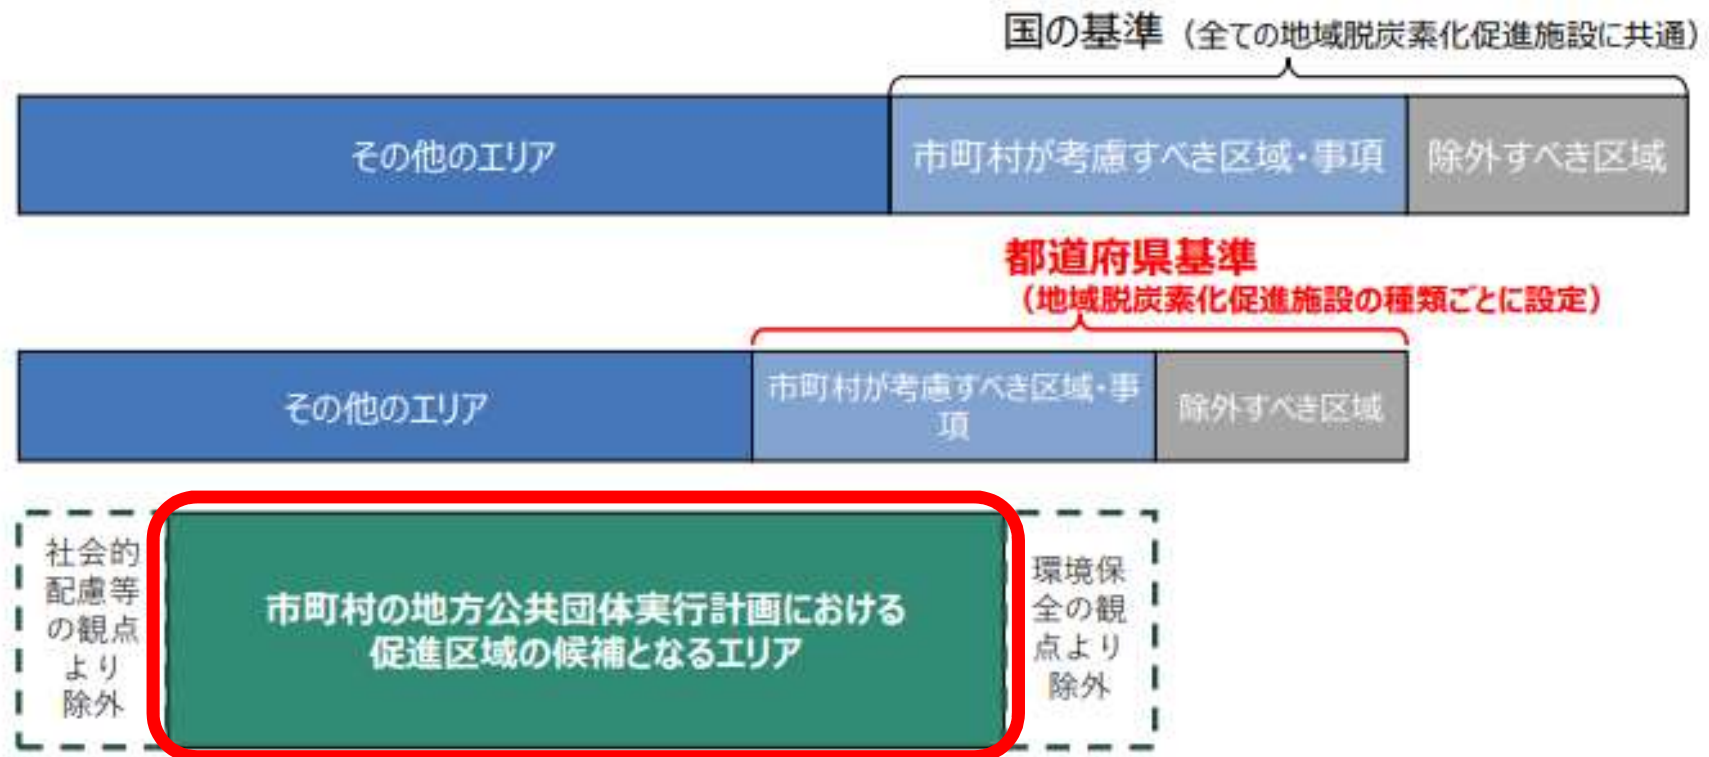 国の基準（全ての地域脱炭素化促進施設に共通）
その他のエリア
市町村が考慮すべき区域・事項
除外すべき区域
都道府県基準
（地域脱炭素化促進施設の種類ごとに設定）
その他のエリア
市町村が考慮すべき区域・事
項
除外すべき区域
社会的
配慮等
の観点
より
除外
市町村の地方公共団体実行計画における
促進区域の候補となるエリア
環境保
全の観
点より
除外